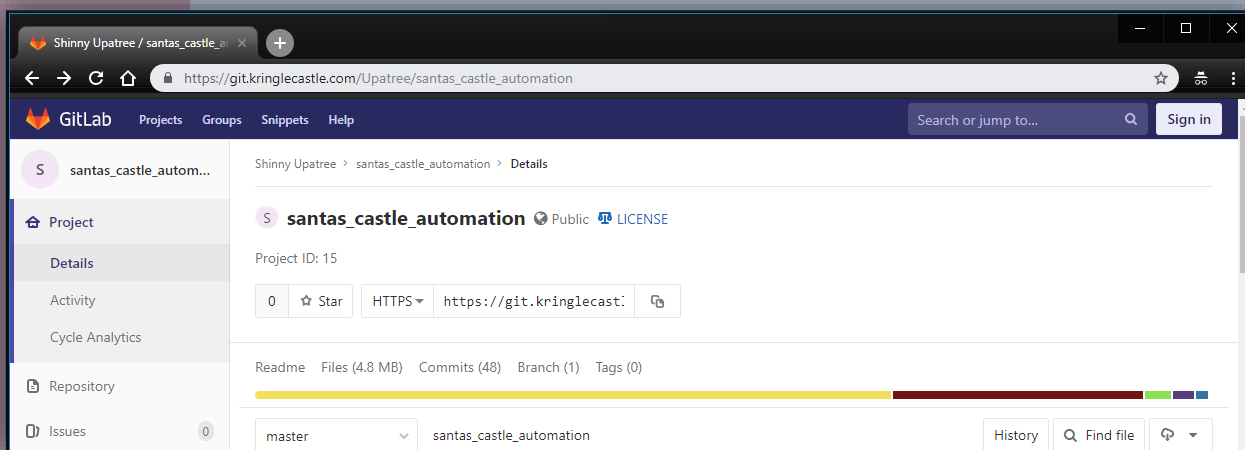 Shinny Upatree / santas_castle_a
https://git.kringlecastle.com/Upatree/santas_castle_automation
GitLab Projects Groups Snippets Help Search or jump to... Sign in
S santas_castle_autom...
Shinny Upatree > santas_castle_automation > Details
Project
S santas_castle_automation Public LICENSE
Details
Project ID: 15
Activity
0 Star HTTPS https://git.kringlecastl
Cycle Analytics
Readme Files (4.8 MB) Commits (48) Branch (1) Tags (0)
Repository
Issues 0
master santas_castle_automation History Find file